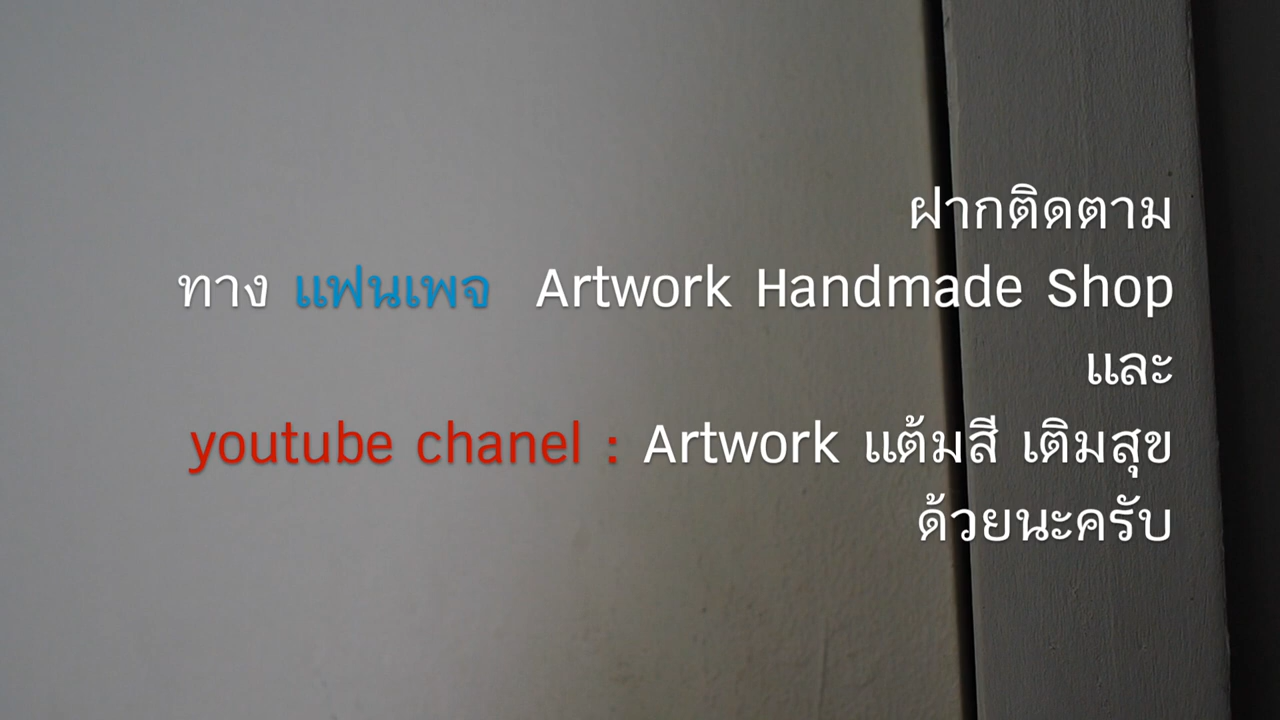 ฝากติดตาม
ทาง แฟนเพจ Artwork Handmade Shop
และ
youtube chanel : Artwork แต้มสี เติมสุข
ด้วยนะครับ